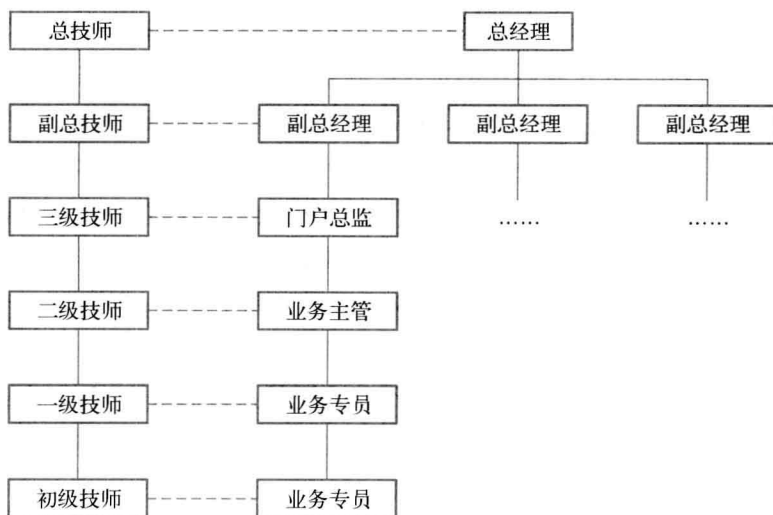 总技师
总经理
副总技师
副总经理
副总经理
副总经理
三级技师
门户总监
……
……
二级技师
业务主管
一级技师
业务专员
初级技师
业务专员